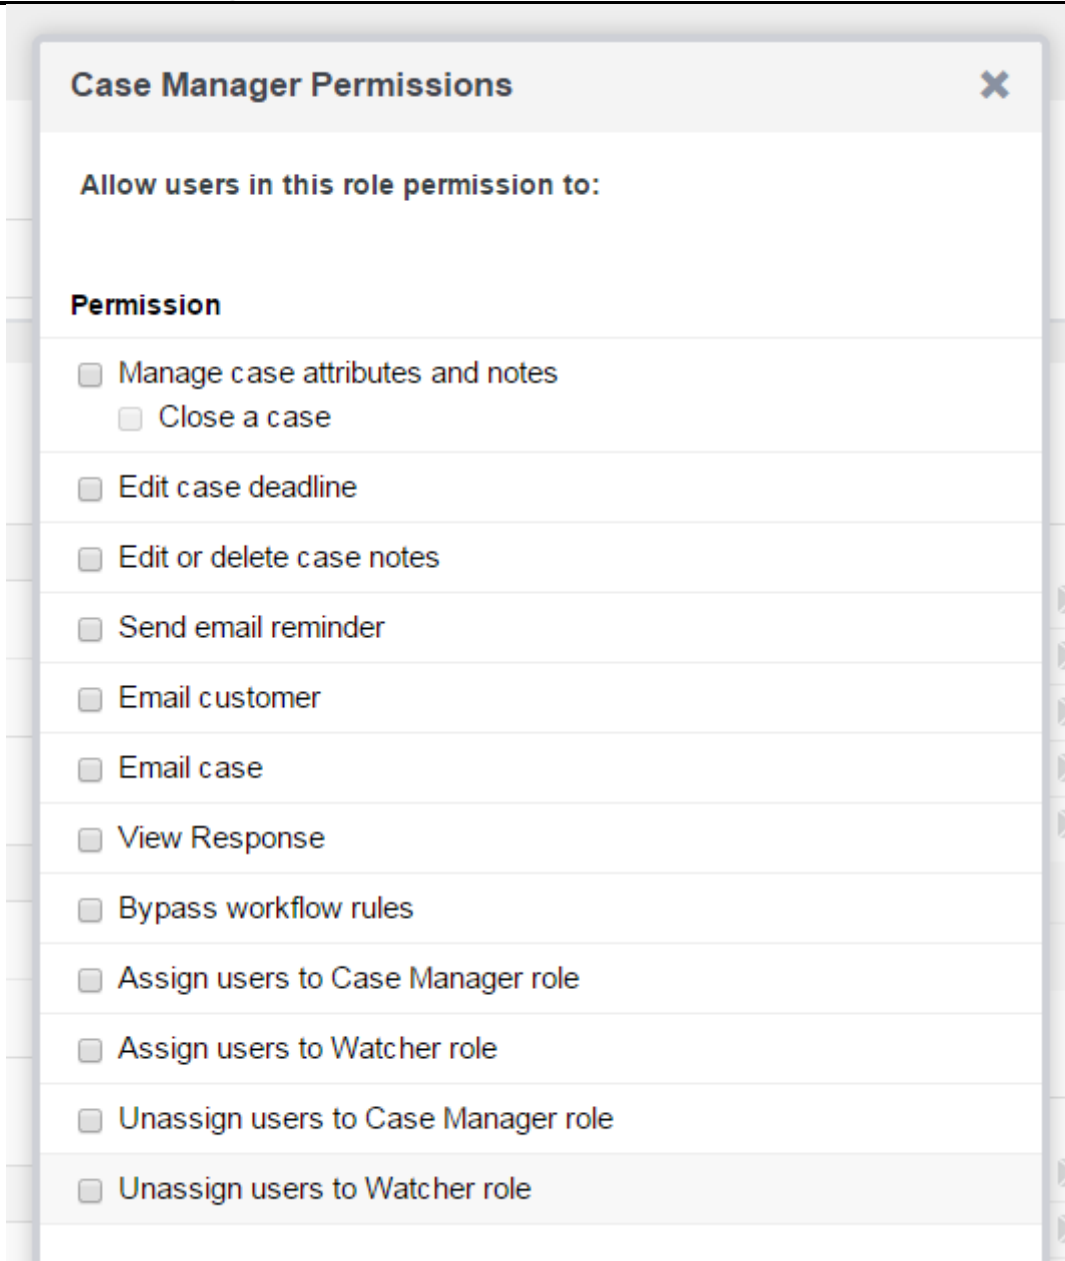 Case Manager Permissions
Allow users in this role permission to:
Permission
Manage case attributes and notes
Close a case
Edit case deadline
Edit or delete case notes
Send email reminder
Email customer
Email case
View Response
Bypass workflow rules
Assign users to Case Manager role
Assign users to Watcher role
Unassign users to Case Manager role
Unassign users to Watcher role